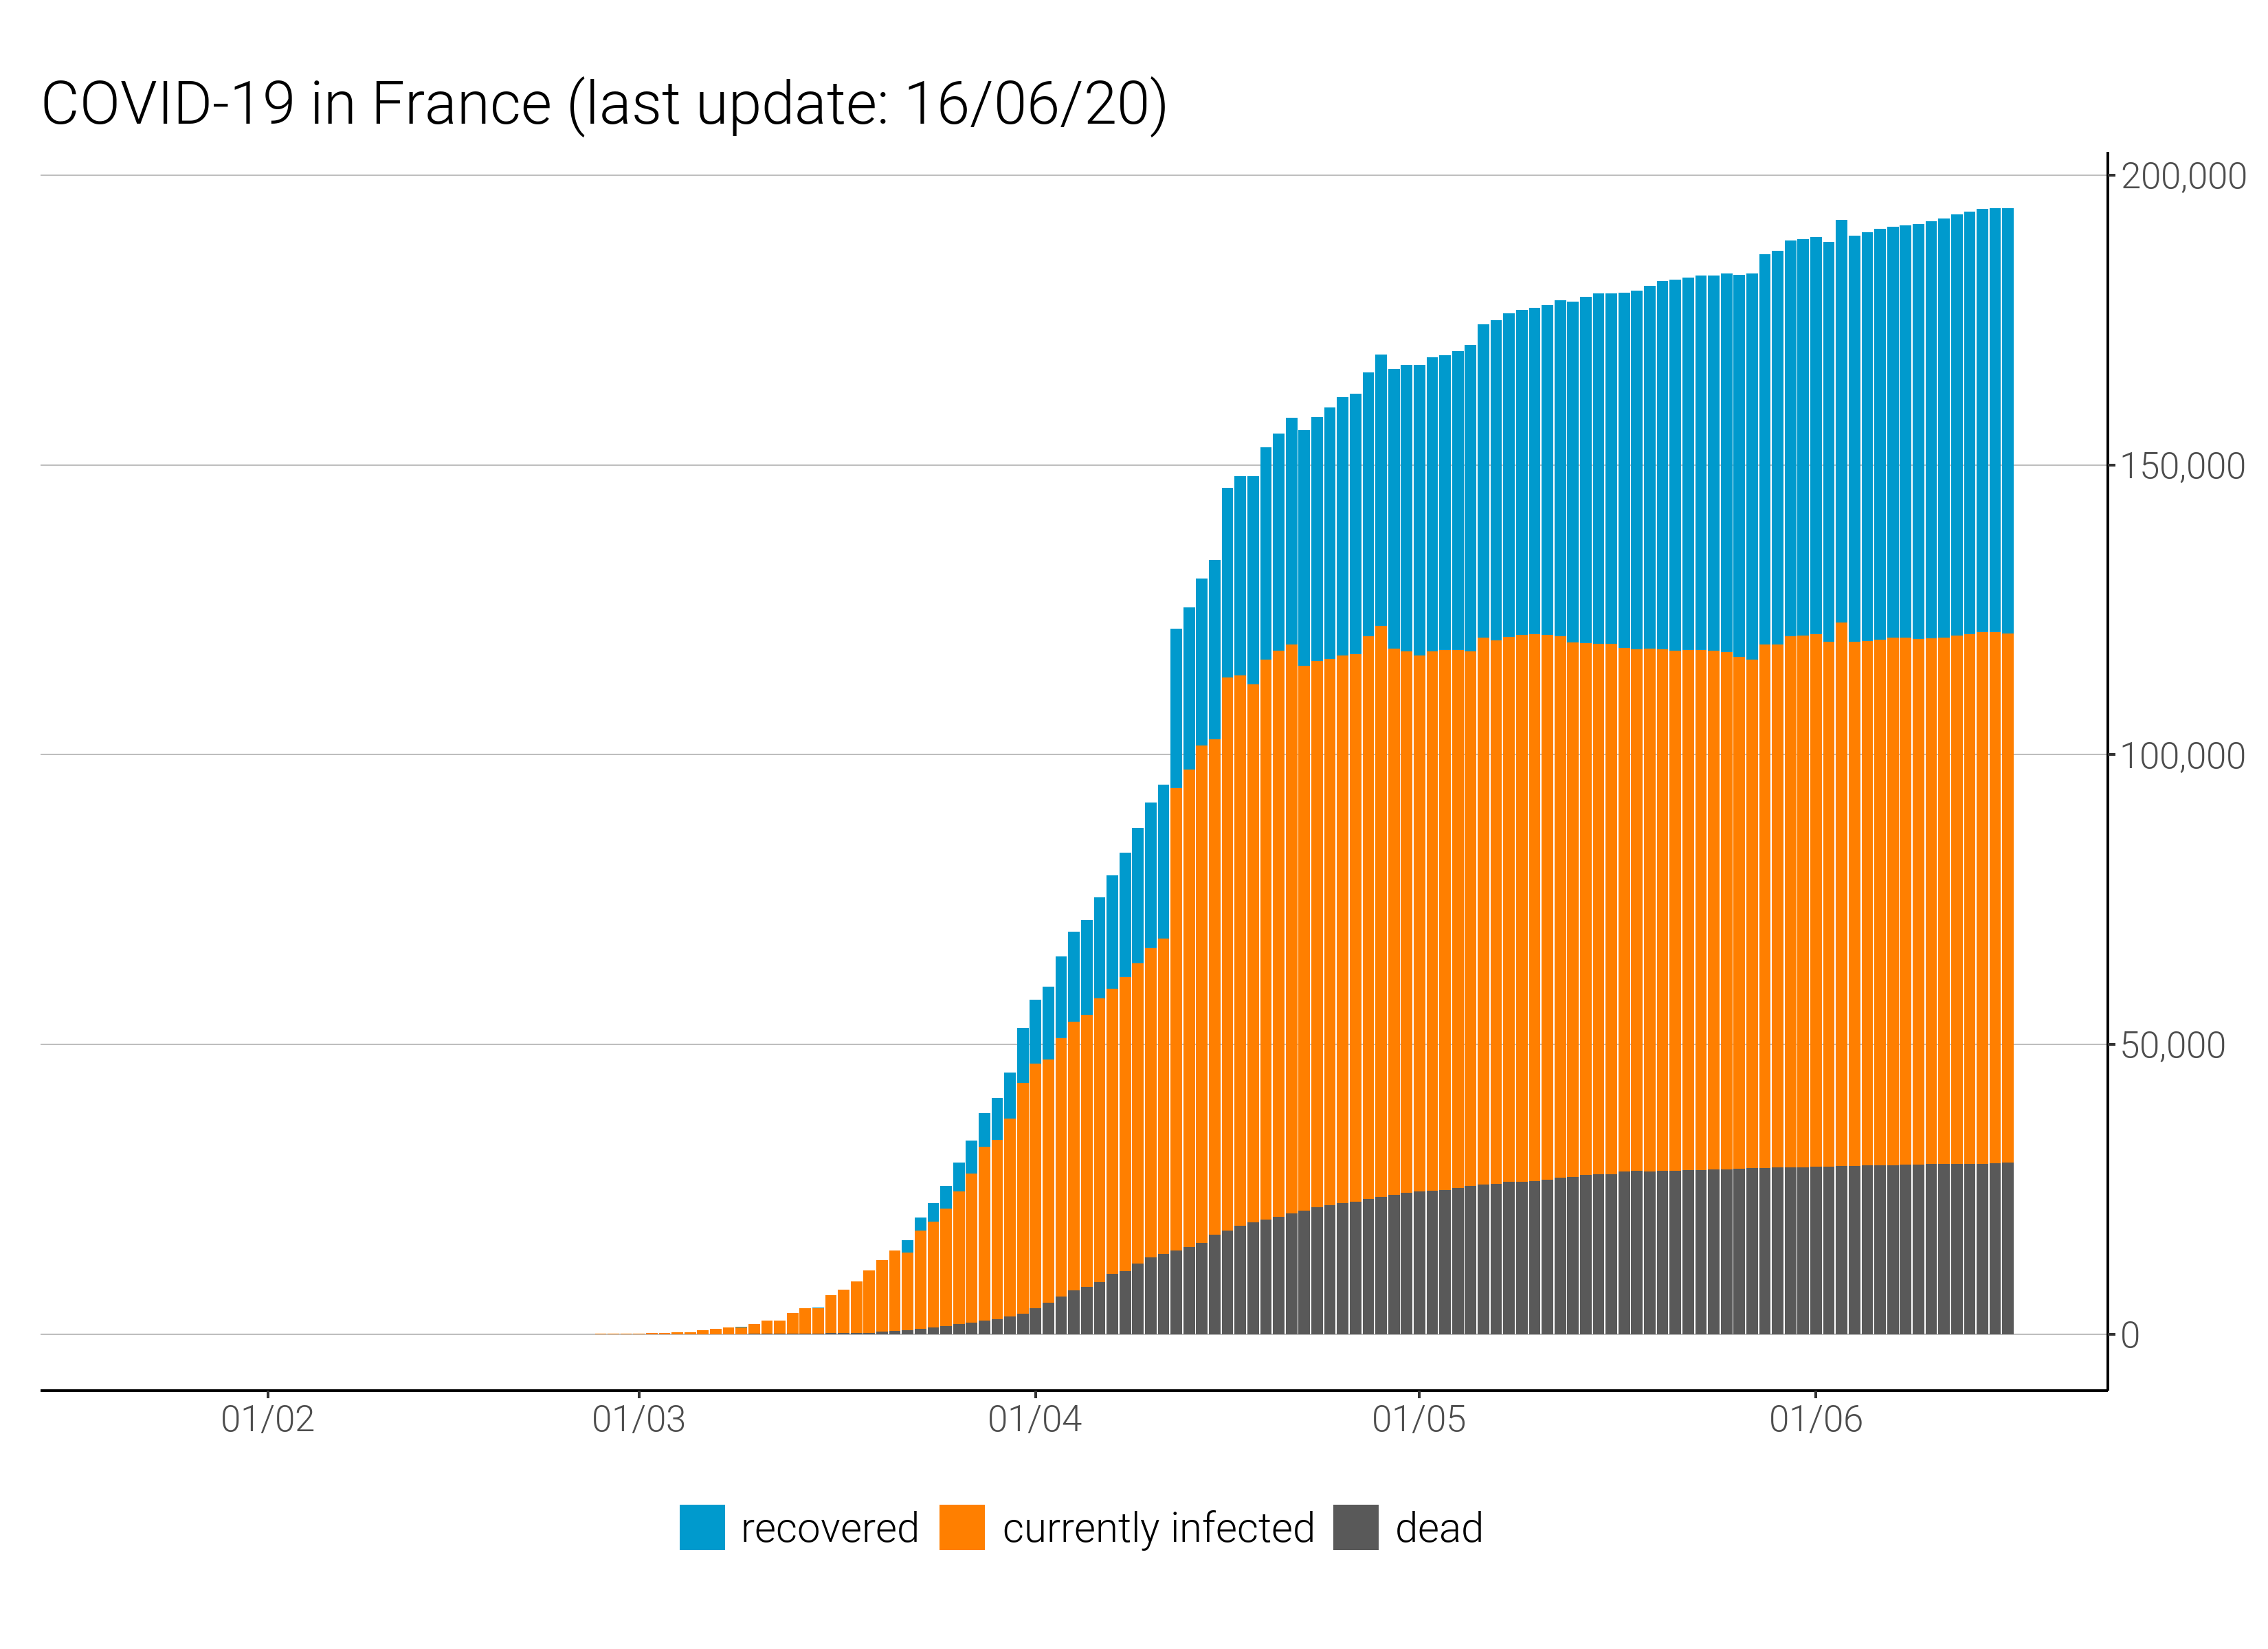 COVID-19 in France (last update: 16/06/20)
200,000
150,000
100,000
50,000
0
01/02 01/03 01/04 01/05 01/06
recovered currently infected dead